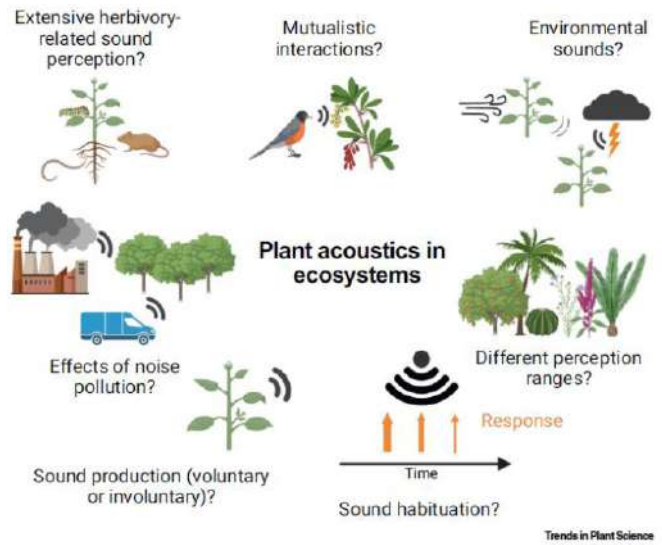 Extensive herbivory-
related sound
perception?
Mutualistic
interactions?
Environmental
sounds?
Plant acoustics in
ecosystems
Effects of noise
pollution?
Different perception
ranges?
Sound production (voluntary
or involuntary)?
Response
Time
Sound habituation?
Trends in Plant Science